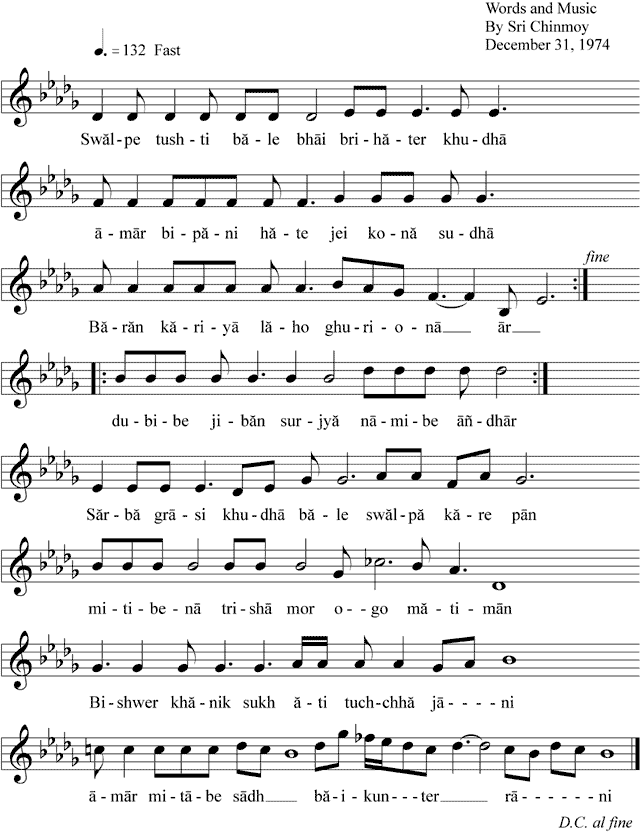 Words and Music
By Sri Chinmoy
December 31, 1974
= 132 Fast
Swăl-pe tush-ti bă-le bhāi bri-hă-ter khu-dhā
ā-mār bi-pă-ni hă-te jei ko-nă su-dhā
fine
Bă-răn kă-ri-yā lă-ho ghu-ri-o-nā ār
du-bi-be ji-băn sur-jyă nā-mi-be āñ-dhār
Săr-bă grā-si khu-dhā bă-le swăl-pă kă-re pān
mi-ti-be-nā tri-shā mor o-go mă-ti-mān
Bi-shwer khă-nik sukh ă-ti tuch-chhă jā----ni
ā-mār mi-tā-be sādh bā-i-kun--ter rā-----ni
D.C. al fine